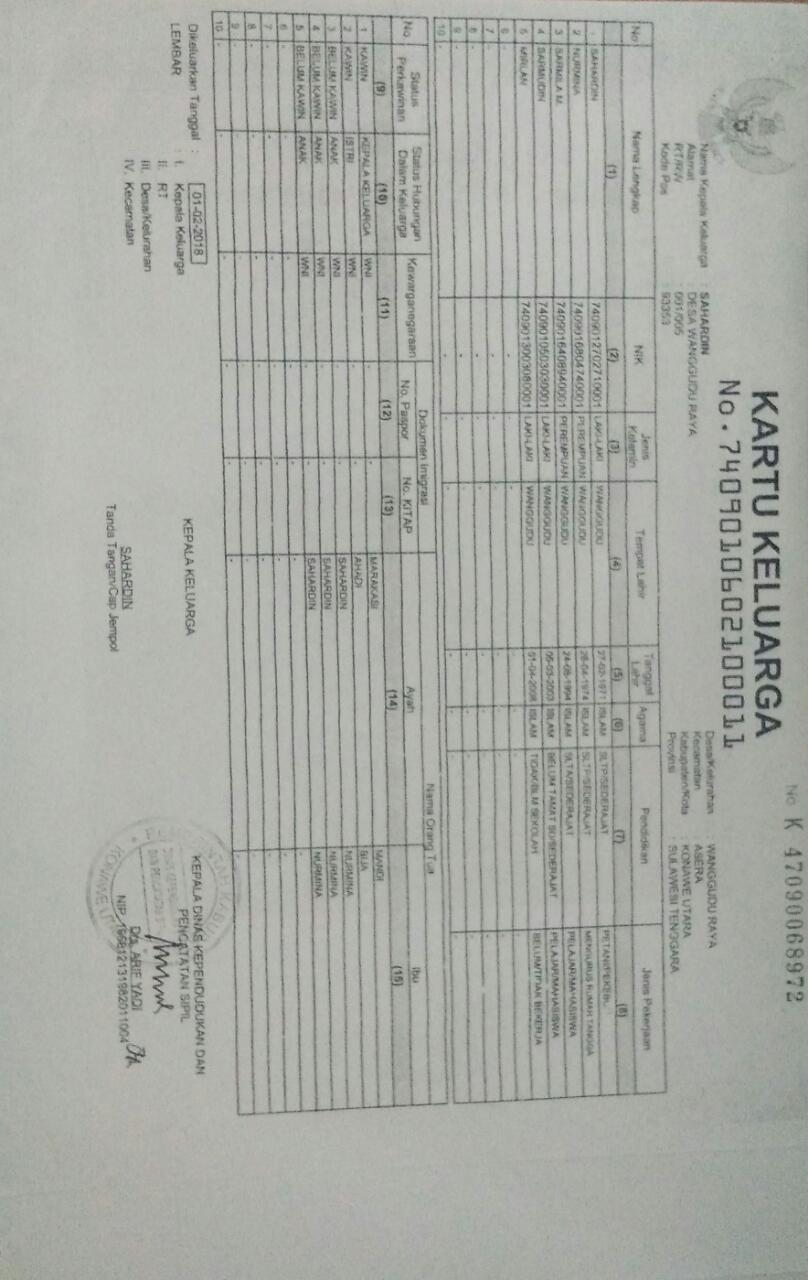 No K 47090068972
KARTU KELUARGA
No. 7409010602100011
Nama Kepala Keluarga : SAHARDIN
Alamat : DESA WANGGUDU RAYA
RT/RW : 001/005
Kode Pos : 93353
Desa/Kelurahan : WANGGUDU RAYA
Kecamatan : ASERA
Kabupaten/Kota : KONAWE UTARA
Provinsi : SULAWESI TENGGARA
No Nama Lengkap NIK Jenis Kelamin Tempat Lahir Tanggal Lahir Agama Pendidikan Jenis Pekerjaan
(1) (2) (3) (4) (5) (6) (7) (8)
SAHARDIN 7409012702710001 LAKI-LAKI WANGGUDU 27-02-1971 ISLAM SLTP/SEDERAJAT PETANI/PEKEBUN
2 NURMINA 7409016804740001 PEREMPUAN WANGGUDU 28-04-1974 ISLAM SLTP/SEDERAJAT MENGURUS RUMAH TANGGA
3 SARMILA M. 7409016408940001 PEREMPUAN WANGGUDU 24-08-1994 ISLAM SLTA/SEDERAJAT PELAJAR/MAHASISWA
4 SARMUDIN 7409010503030001 LAKI-LAKI WANGGUDU 05-03-2003 ISLAM BELUM TAMAT SD/SEDERAJAT PELAJAR/MAHASISWA
5 MIRLAN LAKI-LAKI WANGGUDU 01-04-2008 ISLAM TIDAK/BLM SEKOLAH BELUM/TIDAK BEKERJA
6 - - - - - - - -
7 - - - - - - - -
8 - - - - - - - -
9 - - - - - - - -
10 - - - - - - - -
No Status Perkawinan Status Hubungan Dalam Keluarga Kewarganegaraan Dokumen Imigrasi Nama Orang Tua
No. Paspor No. KITAP Ayah Ibu
(9) (10) (11) (12) (13) (14) (15)
1 KAWIN KEPALA KELUARGA WNI - - MARAKASI MANDI
2 KAWIN ISTRI WNI - - AHADI BIJA
3 BELUM KAWIN ANAK WNI - - SAHARDIN NURMINA
4 BELUM KAWIN ANAK WNI - - SAHARDIN NURMINA
5 BELUM KAWIN ANAK WNI - - SAHARDIN NURMINA
6 - - - - - - -
7 - - - - - - -
8 - - - - - - -
9 - - - - - - -
10 - - - - - - -
Dikeluarkan Tanggal : 01-02-2018
LEMBAR : I. Kepala Keluarga
II. RT
III. Desa/Kelurahan
IV. Kecamatan
KEPALA KELUARGA
SAHARDIN
Tanda Tangan/Cap Jempol
KEPALA DINAS KEPENDUDUKAN DAN
PENCATATAN SIPIL
Drs. ARIF YADI
NIP.